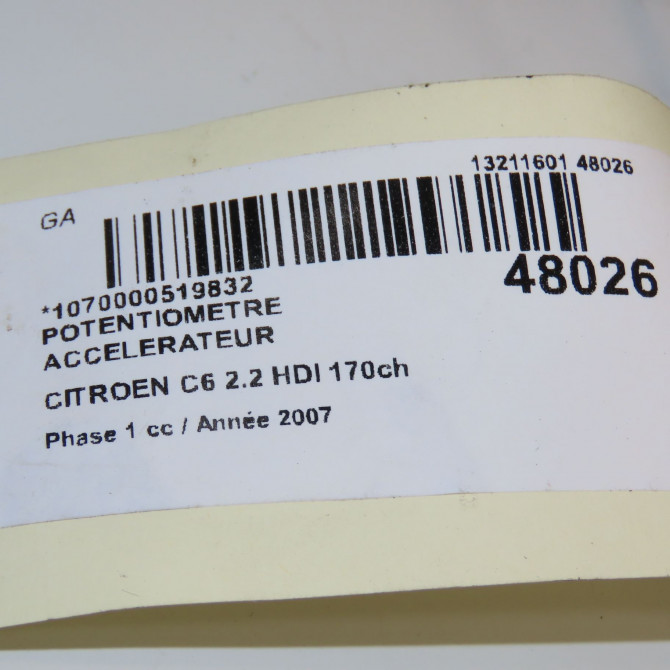 13211601 48026
GA
48026
*1070000519832
POTENTIOMETRE
ACCELERATEUR
CITROEN C6 2.2 HDI 170ch
Phase 1 cc / Année 2007